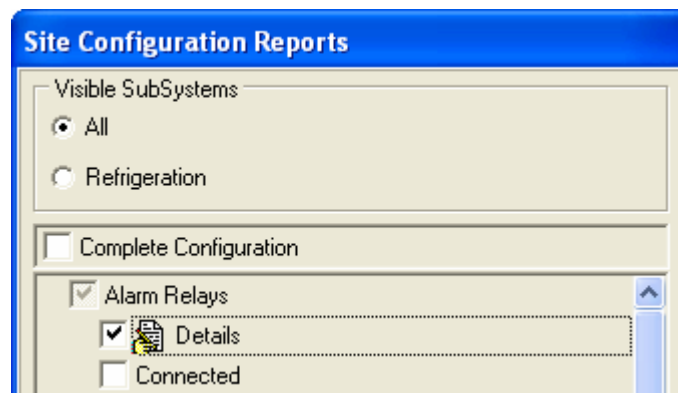 Site Configuration Reports
Visible SubSystems
All
Refrigeration
Complete Configuration
Alarm Relays
Details
Connected